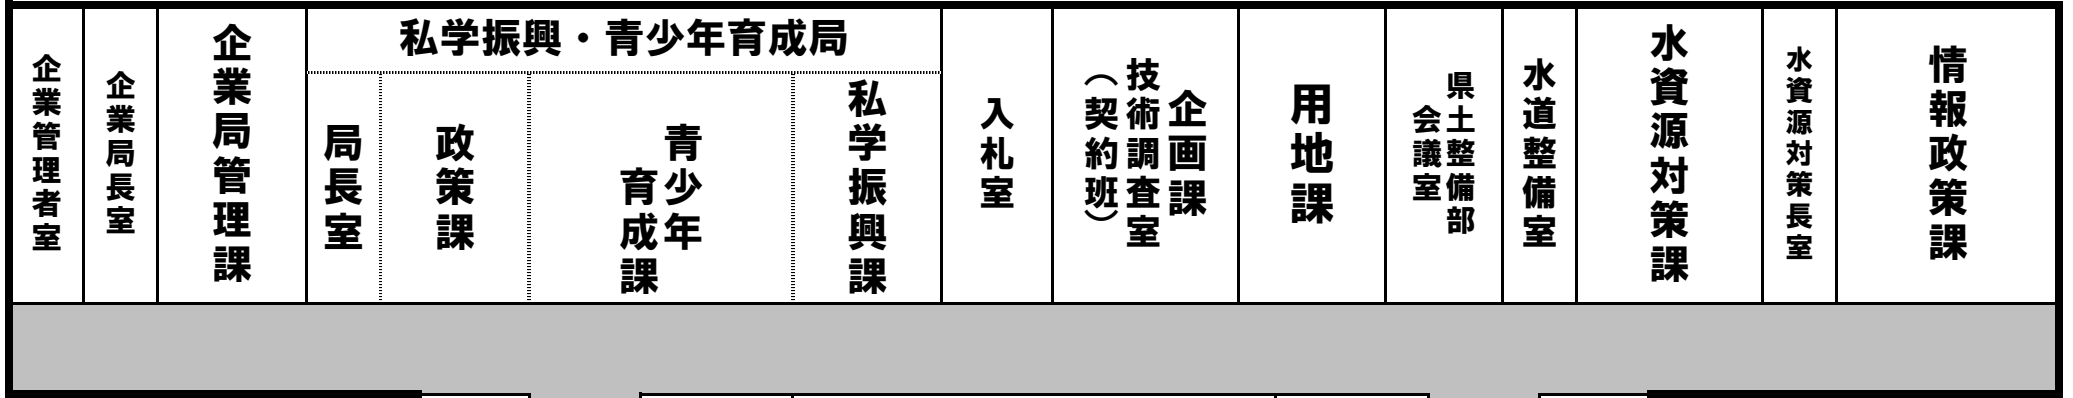 企業管理者室
企業局長室
企業局管理課
私学振興・青少年育成局
局長室
政策課
青少年
育成課
私学振興課
入札室
企画課
技術調査室
（契約班）
用地課
県土整備部
会議室
水道整備室
水資源対策課
水資源対策長室
情報政策課